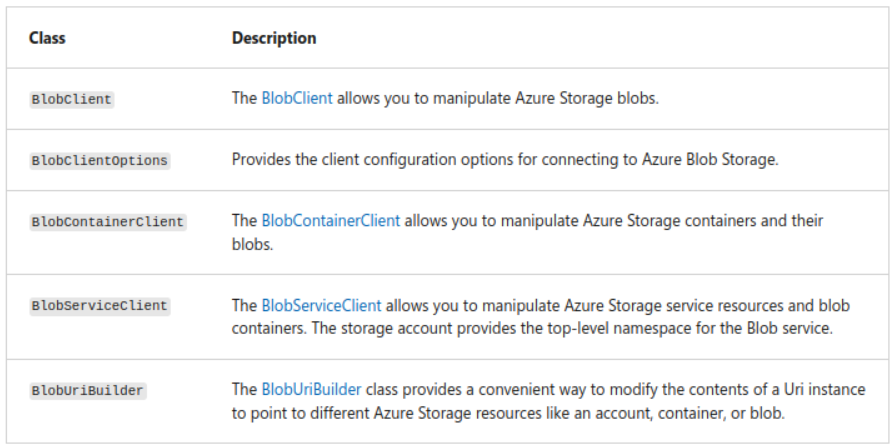 Class Description
BlobClient The BlobClient allows you to manipulate Azure Storage blobs.
BlobClientOptions Provides the client configuration options for connecting to Azure Blob Storage.
BlobContainerClient The BlobContainerClient allows you to manipulate Azure Storage containers and their
blobs.
BlobServiceClient The BlobServiceClient allows you to manipulate Azure Storage service resources and blob
containers. The storage account provides the top-level namespace for the Blob service.
BlobUriBuilder The BlobUriBuilder class provides a convenient way to modify the contents of a Uri instance
to point to different Azure Storage resources like an account, container, or blob.